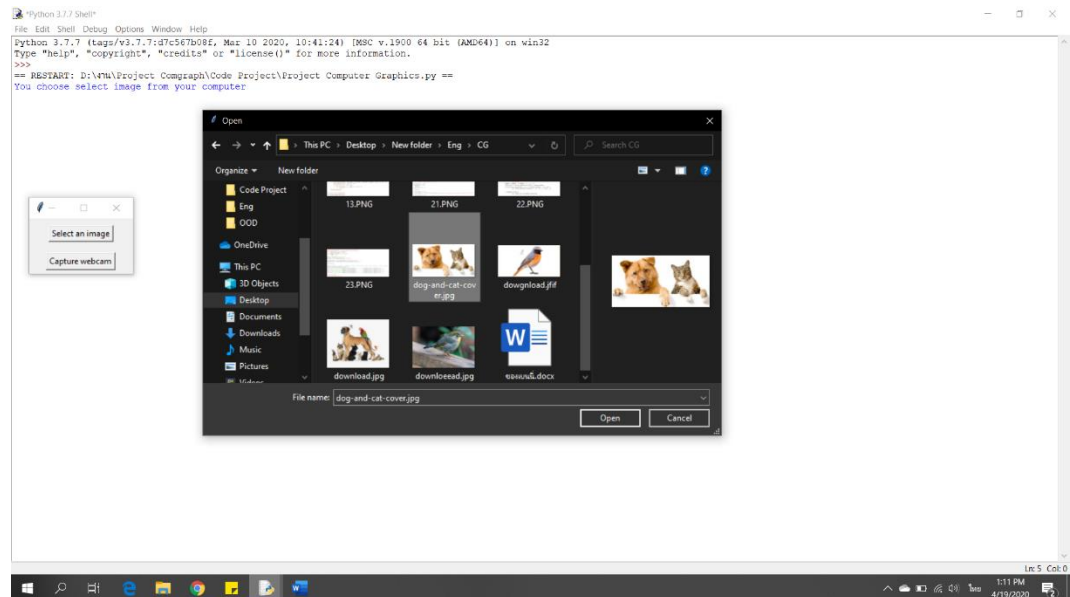 *Python 3.7.7 Shell*
File Edit Shell Debug Options Window Help
Python 3.7.7 (tags/v3.7.7:d7c567b08f, Mar 10 2020, 10:41:24) [MSC v.1900 64 bit (AMD64)] on win32
Type "help", "copyright", "credits" or "license()" for more information.
>>>
== RESTART: D:\งาน\Project Comgraph\Code Project\Project Computer Graphics.py ==
You choose select image from your computer
Open
This PC > Desktop > New folder > Eng > CG
Search CG
Organize
New folder
Code Project
Eng
OOD
OneDrive
This PC
3D Objects
Desktop
Documents
Downloads
Music
Pictures
Videos
13.PNG
21.PNG
22.PNG
23.PNG
dog-and-cat-cov
er.jpg
dowgnload.jfif
download.jpg
downloeead.jpg
File name:
dog-and-cat-cover.jpg
Open
Cancel
Select an image
Capture webcam
W
Ln: 5 Col: 0
ไทย
1:11 PM
4/19/2020